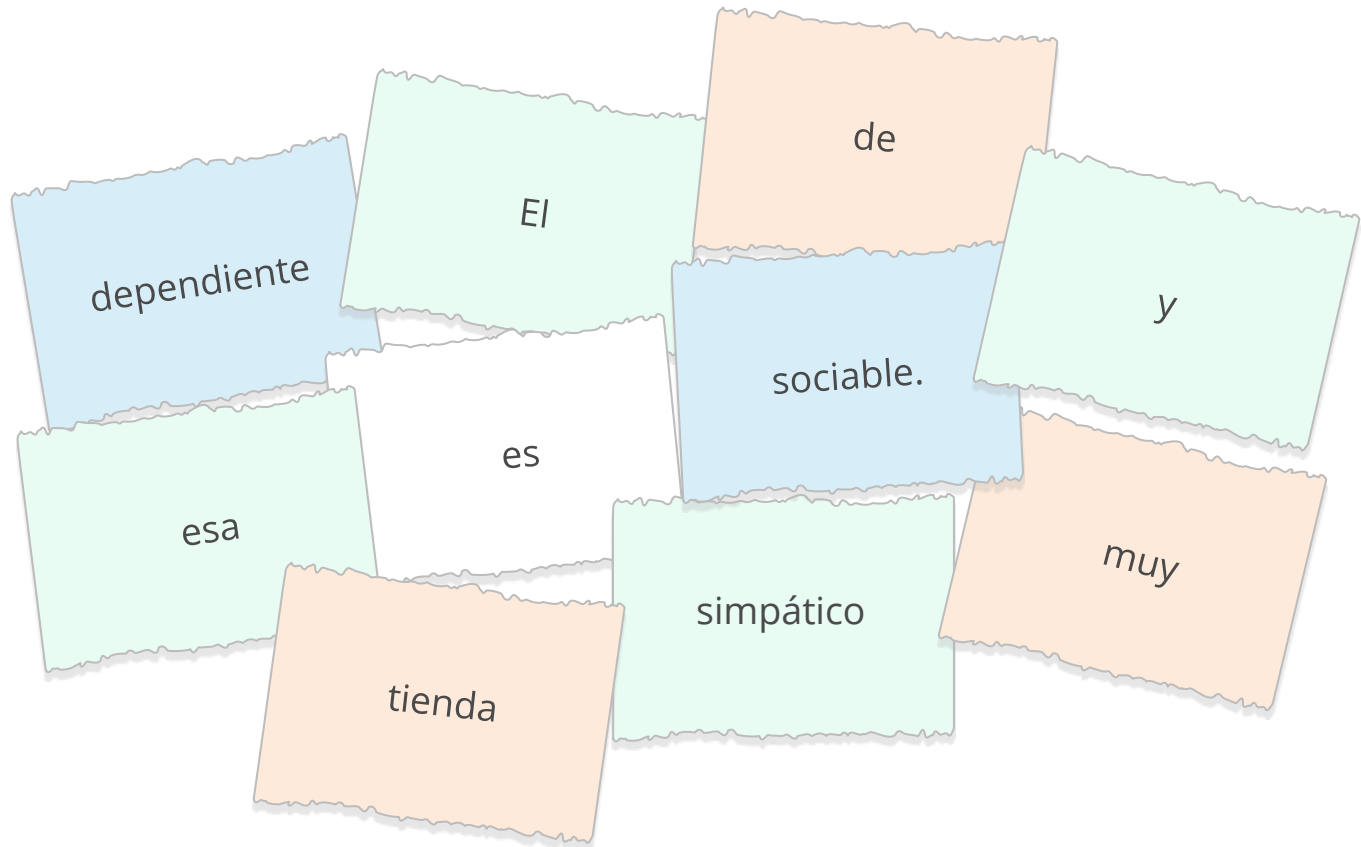 de
El
dependiente
y
sociable.
es
esa
muy
simpático
tienda